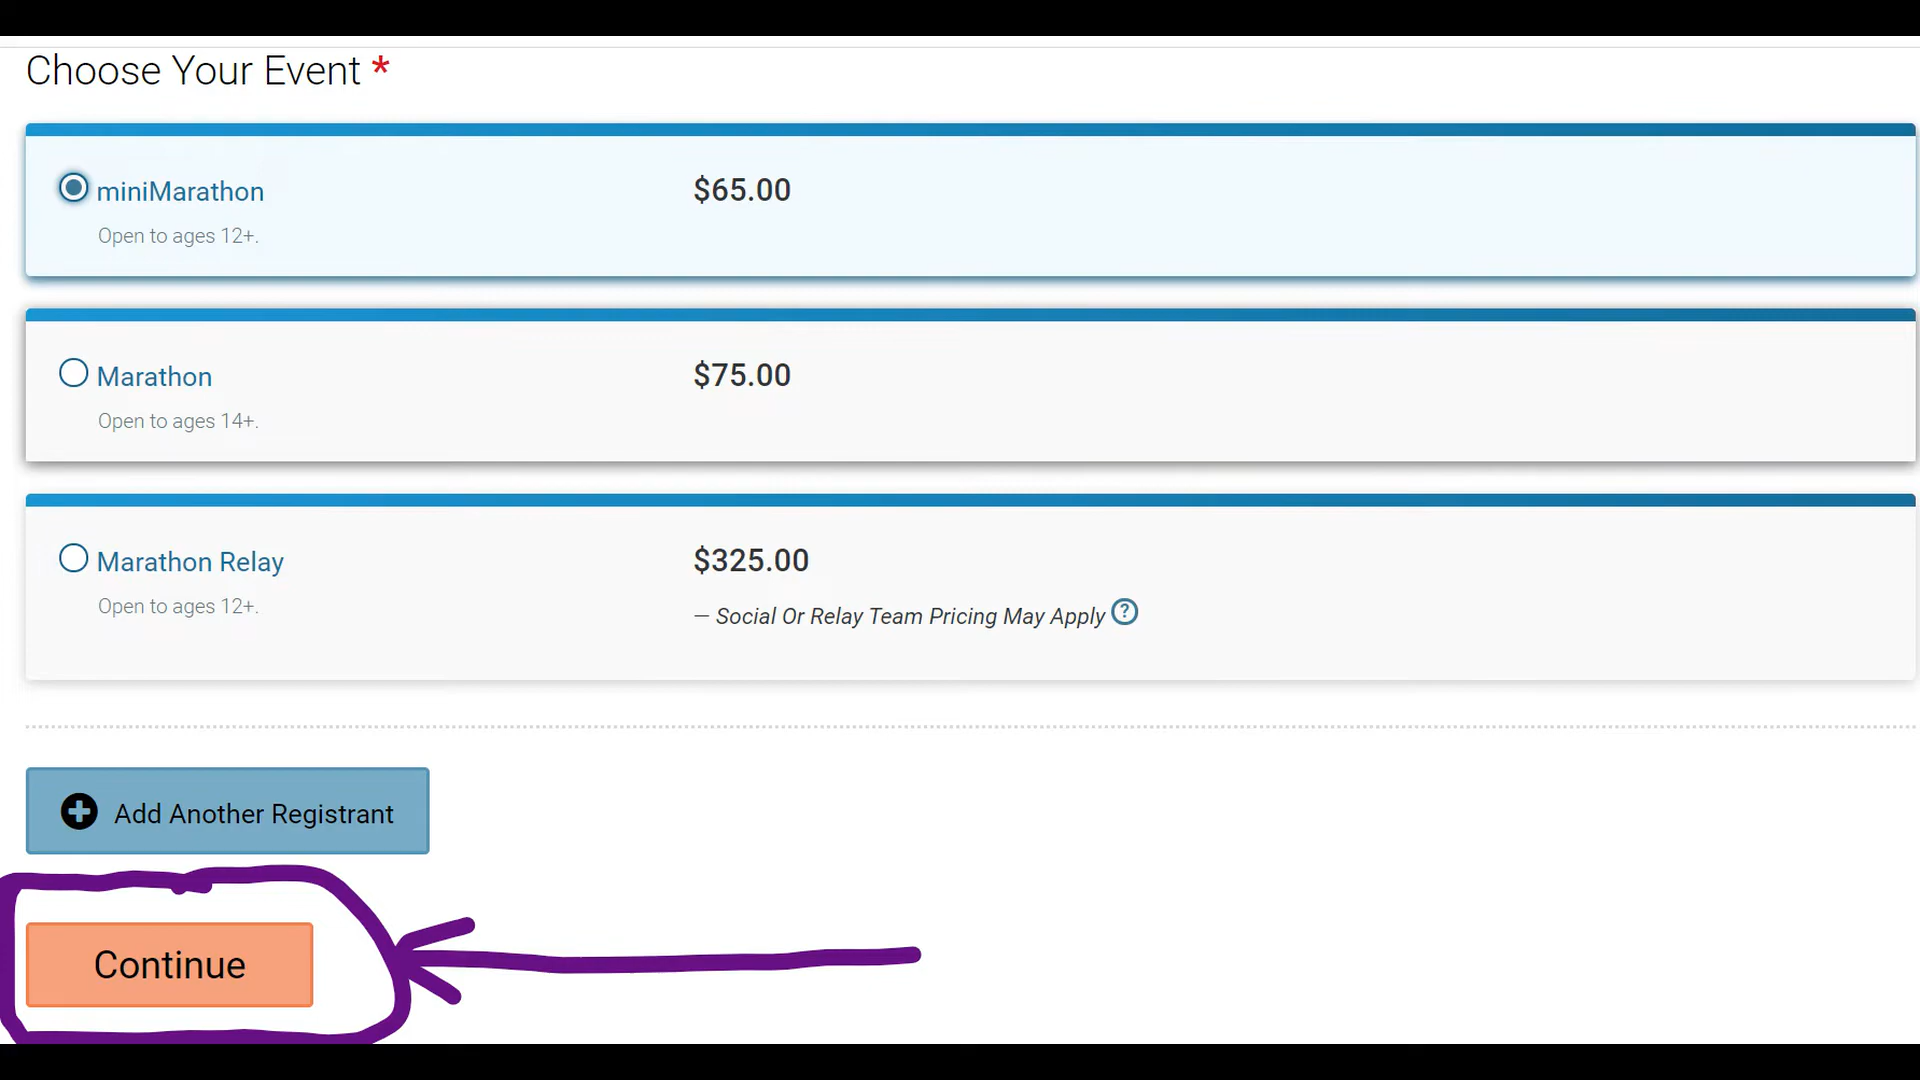 Choose Your Event *
miniMarathon $65.00
Open to ages 12+.
Marathon $75.00
Open to ages 14+.
Marathon Relay $325.00
Open to ages 12+. — Social Or Relay Team Pricing May Apply ?
Add Another Registrant
Continue